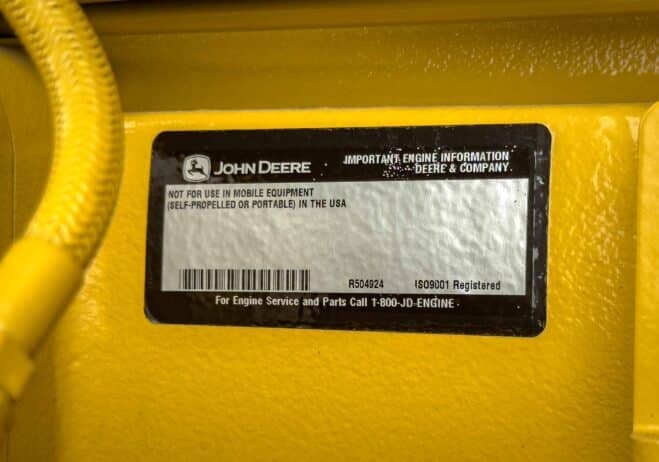 JOHN DEERE
IMPORTANT ENGINE INFORMATION
DEERE & COMPANY
NOT FOR USE IN MOBILE EQUIPMENT
(SELF-PROPELLED OR PORTABLE) IN THE USA
R504924 ISO9001 Registered
For Engine Service and Parts Call 1-800-JD-ENGINE